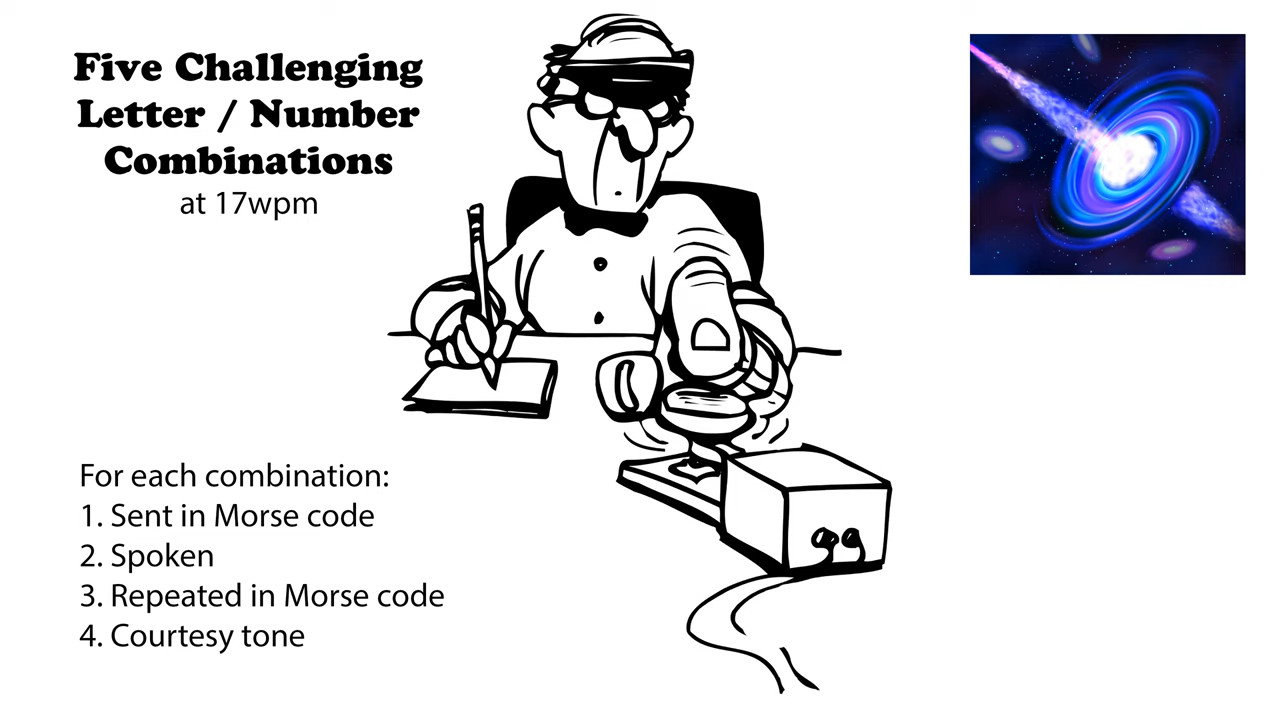 Five Challenging
Letter / Number
Combinations
at 17wpm
For each combination:
1. Sent in Morse code
2. Spoken
3. Repeated in Morse code
4. Courtesy tone